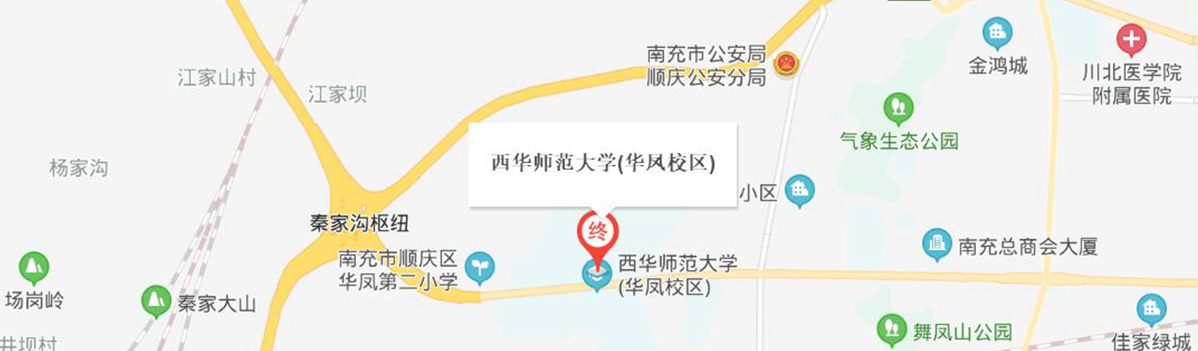 南充市公安局
顺庆公安分局
金鸿城
川北医学院
附属医院
江家山村
江家坝
气象生态公园
杨家沟
西华师范大学(华凤校区)
小区
秦家沟枢纽
终
南充市顺庆区
华凤第二小学
西华师范大学
(华凤校区)
南充总商会大厦
场岗岭
秦家大山
舞凤山公园
井坝村
佳家绿城